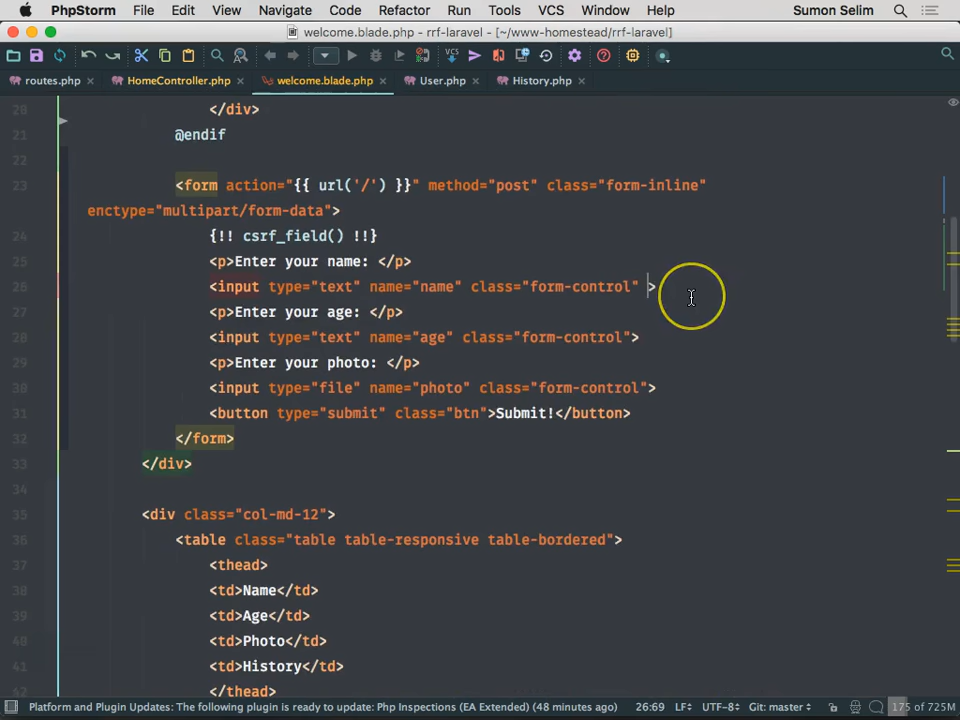 PhpStorm File Edit View Navigate Code Refactor Run Tools VCS Window Help Sumon Selim
welcome.blade.php - rrf-laravel - [~/www-homestead/rrf-laravel]
VCS
routes.php HomeController.php welcome.blade.php User.php History.php
20 </div>
21 @endif
22
23 <form action="{{ url('/') }}" method="post" class="form-inline"
enctype="multipart/form-data">
24 {!! csrf_field() !!}
25 <p>Enter your name: </p>
26 <input type="text" name="name" class="form-control" >
27 <p>Enter your age: </p>
28 <input type="text" name="age" class="form-control">
29 <p>Enter your photo: </p>
30 <input type="file" name="photo" class="form-control">
31 <button type="submit" class="btn">Submit!</button>
32 </form>
33 </div>
34
35 <div class="col-md-12">
36 <table class="table table-responsive table-bordered">
37 <thead>
38 <td>Name</td>
39 <td>Age</td>
40 <td>Photo</td>
41 <td>History</td>
42 </thead>
Platform and Plugin Updates: The following plugin is ready to update: Php Inspections (EA Extended) (48 minutes ago) 26:69 LF÷ UTF-8÷ Git: master÷ 175 of 725M